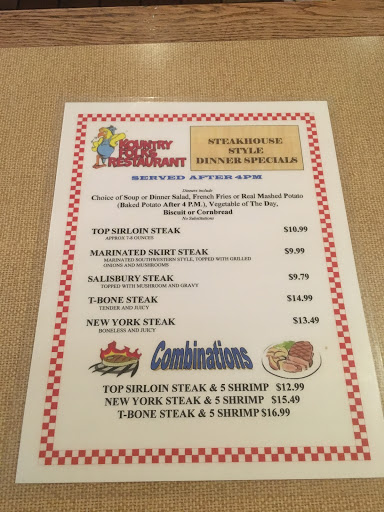 KOUNTRY
FOLKS
RESTAURANT
STEAKHOUSE
STYLE
DINNER SPECIALS
SERVED AFTER 4PM
Dinners include
Choice of Soup or Dinner Salad, French Fries or Real Mashed Potato
(Baked Potato After 4 P.M.), Vegetable of The Day,
Biscuit or Cornbread
No Substitutions
TOP SIRLOIN STEAK $10.99
APPROX 7-8 OUNCES
MARINATED SKIRT STEAK $9.99
MARINATED SOUTHWESTERN STYLE, TOPPED WITH GRILLED
ONIONS AND MUSHROOMS
SALISBURY STEAK $9.79
TOPPED WITH MUSHROOM AND GRAVY
T-BONE STEAK $14.99
TENDER AND JUICY
NEW YORK STEAK $13.49
BONELESS AND JUICY
Combinations
TOP SIRLOIN STEAK & 5 SHRIMP $12.99
NEW YORK STEAK & 5 SHRIMP $15.49
T-BONE STEAK & 5 SHRIMP $16.99